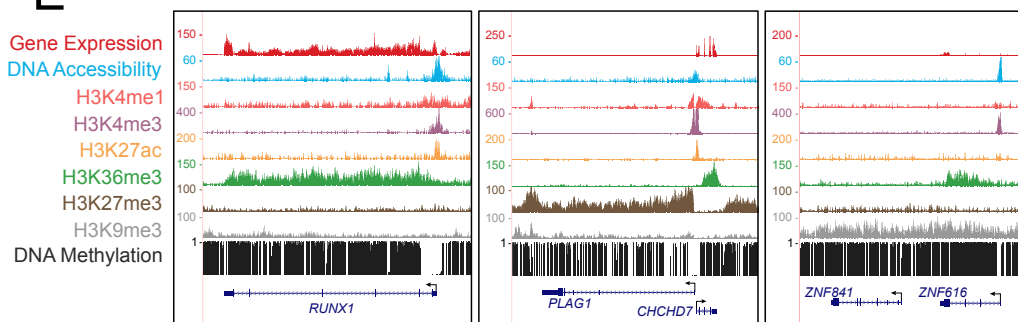 E
Gene Expression
DNA Accessibility
H3K4me1
H3K4me3
H3K27ac
H3K36me3
H3K27me3
H3K9me3
DNA Methylation
150
60
150
400
200
150
100
100
1
RUNX1
250
60
150
600
200
150
100
100
1
PLAG1
CHCHD7
200
60
150
400
200
150
100
100
1
ZNF841
ZNF616